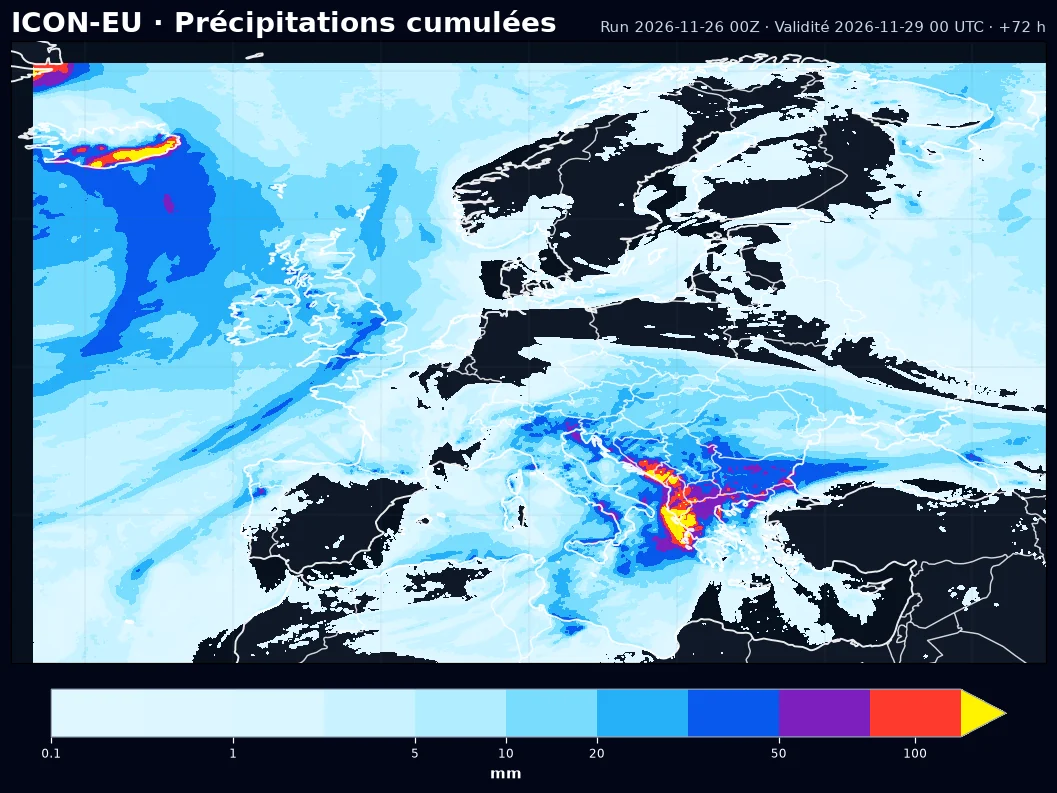 ICON-EU · Précipitations cumulées
Run 2026-11-26 00Z · Validité 2026-11-29 00 UTC · +72 h
0.1 1 5 10 20 50 100
mm